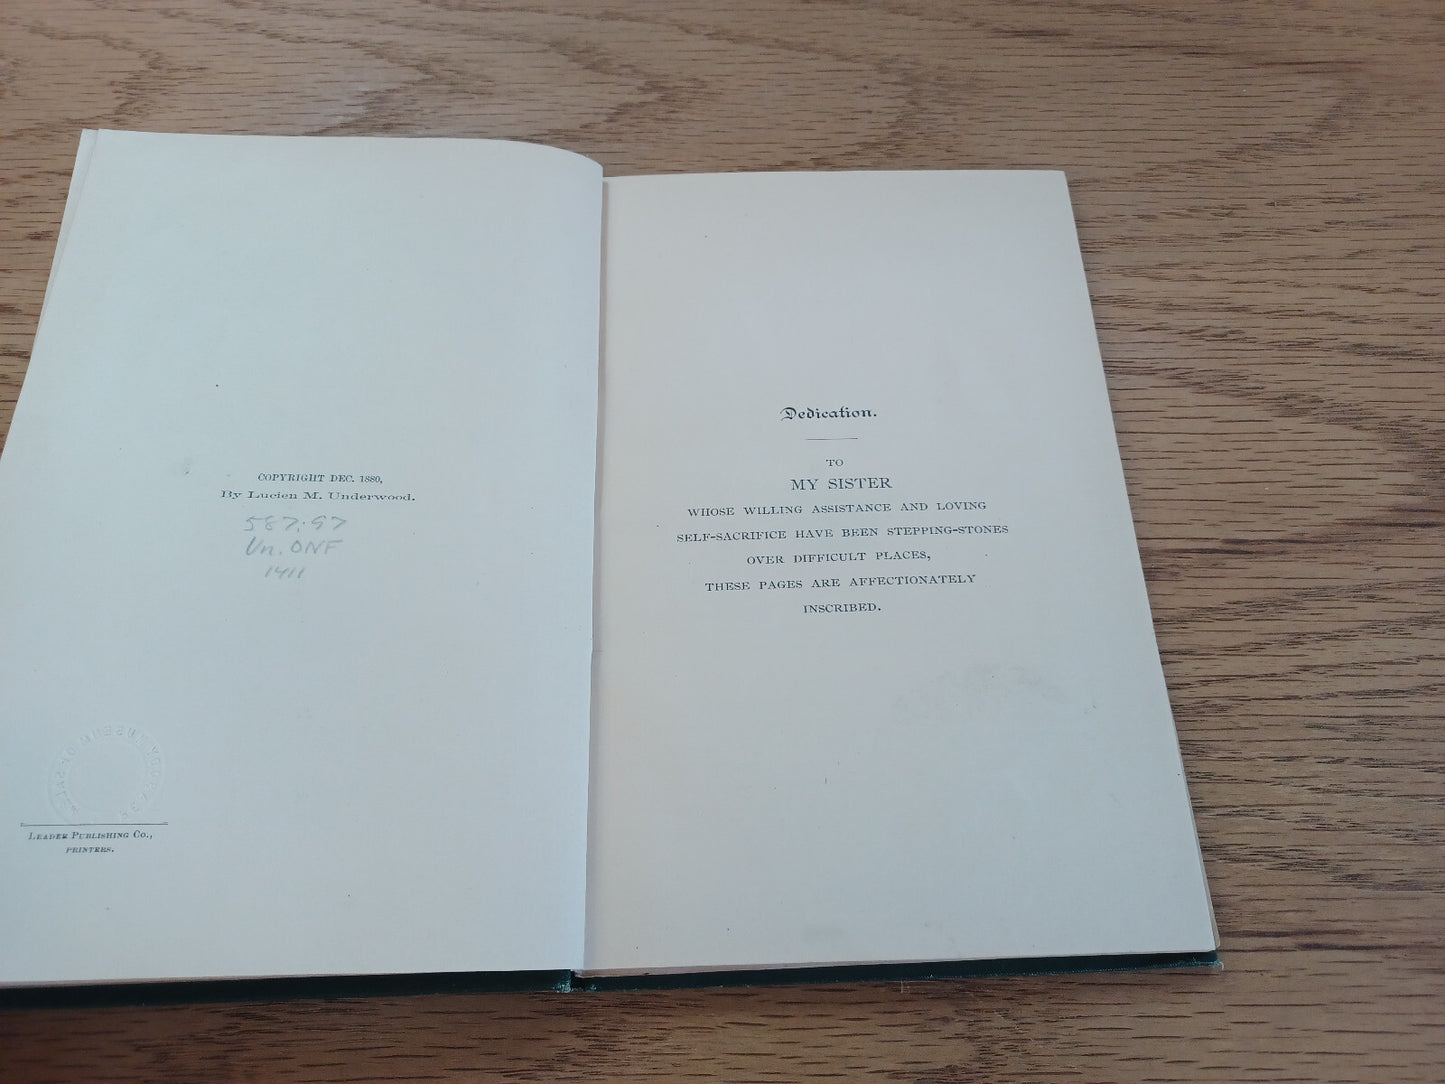 COPYRIGHT DEC. 1880,
By Lucien M. Underwood.
587.97
Un. ONF
1411
LEADER PUBLISHING CO.,
PRINTERS.
Dedication.
TO
MY SISTER
WHOSE WILLING ASSISTANCE AND LOVING
SELF-SACRIFICE HAVE BEEN STEPPING-STONES
OVER DIFFICULT PLACES,
THESE PAGES ARE AFFECTIONATELY
INSCRIBED.